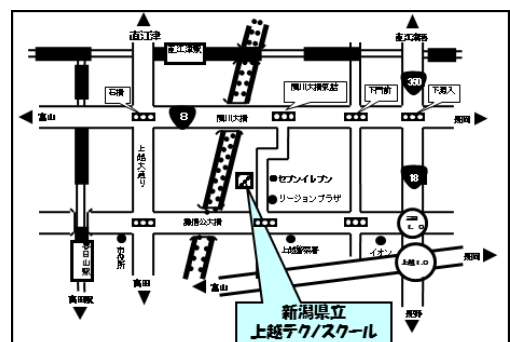 直江津
直江津港
直江津駅
350
石橋
関川大橋東詰
下門前
下源入
富山
8
関川大橋
長岡
上越大通り
セブンイレブン
リージョンプラザ
18
謙信公大橋
春日山駅
市役所
上越警察署
イオン
上越I.C
長岡
富山
高田駅
高田
長野
新潟県立
上越テクノスクール